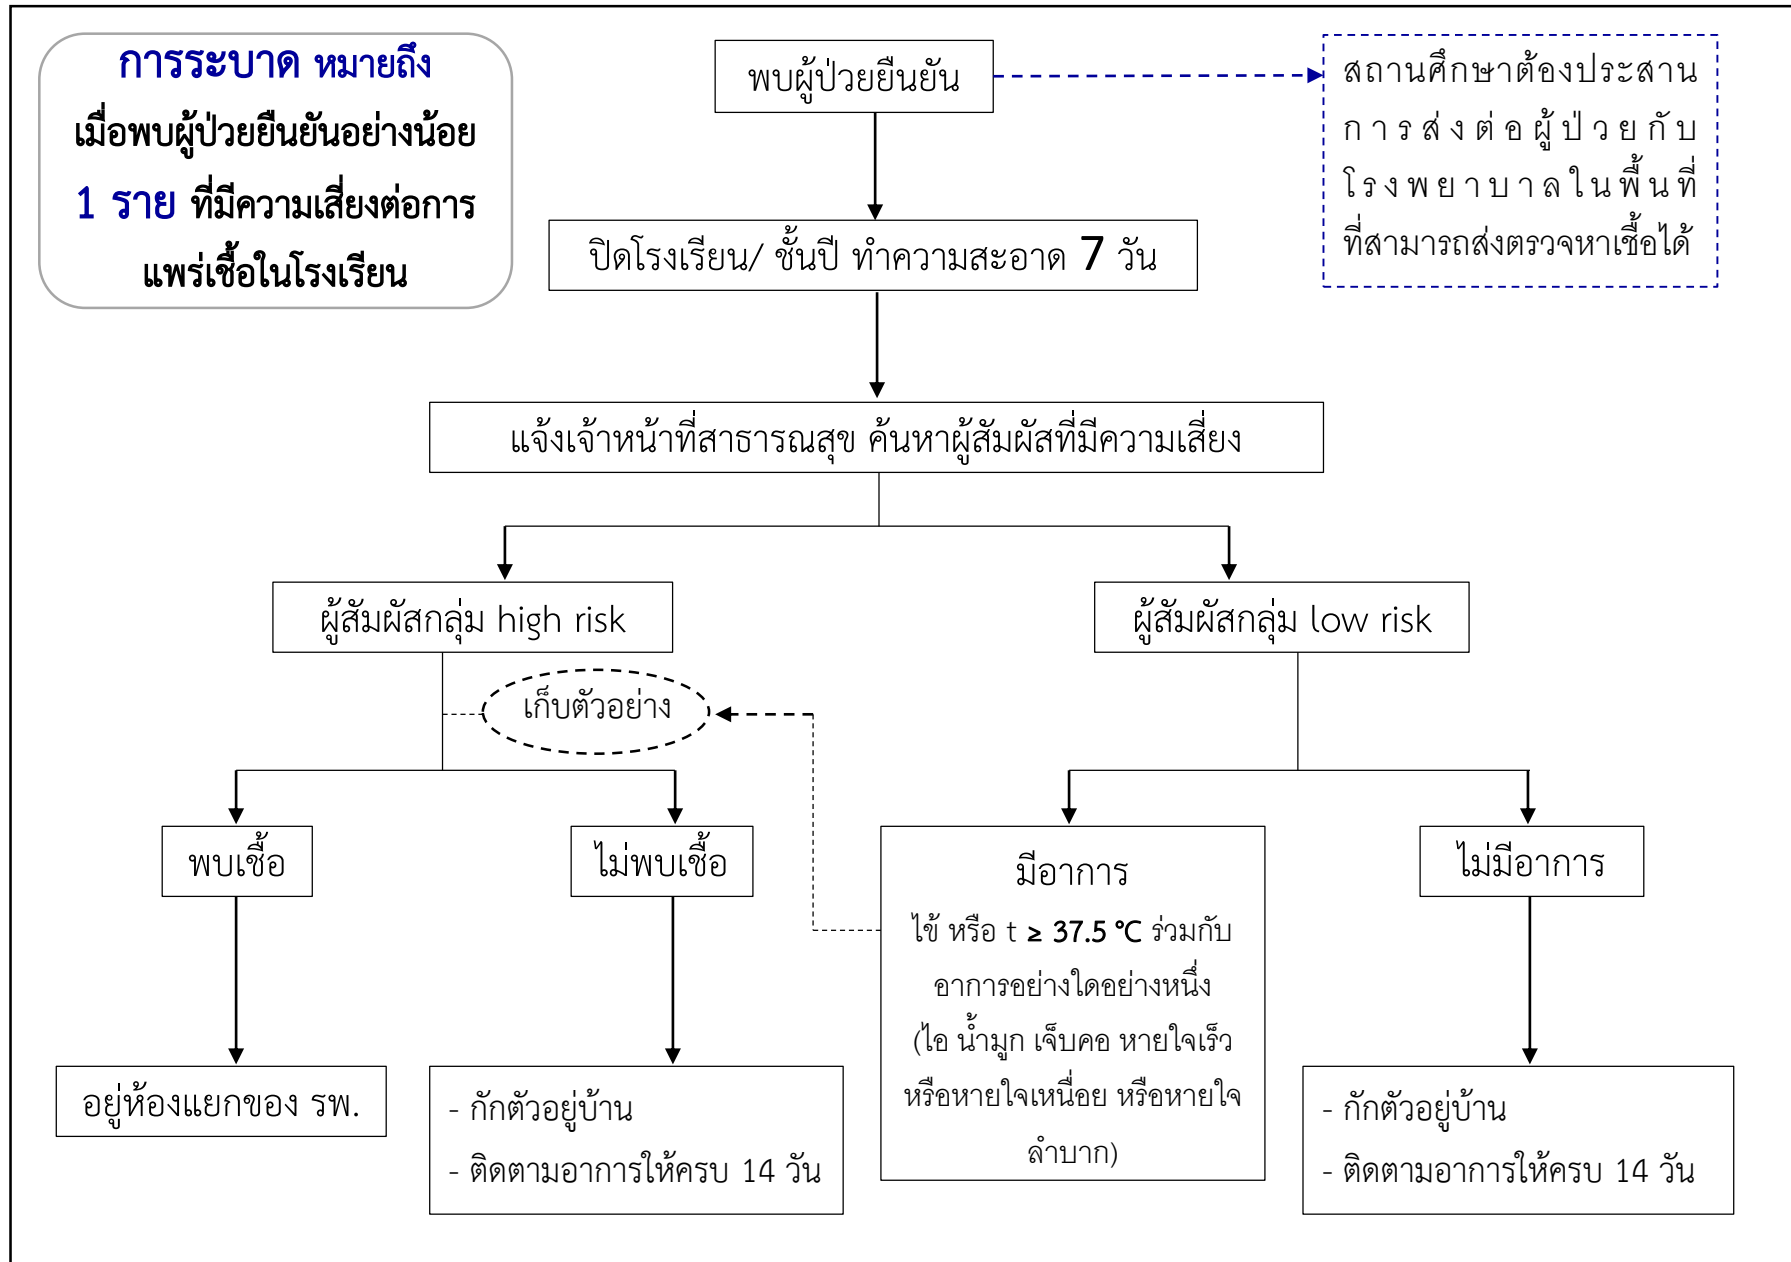 การระบาด หมายถึง
เมื่อพบผู้ป่วยยืนยันอย่างน้อย
1 ราย ที่มีความเสี่ยงต่อการ
แพร่เชื้อในโรงเรียน
พบผู้ป่วยยืนยัน
สถานศึกษาต้องประสาน
การส่งต่อผู้ป่วยกับ
โรงพยาบาลในพื้นที่
ที่สามารถส่งตรวจหาเชื้อได้
ปิดโรงเรียน/ ชั้นปี ทำความสะอาด 7 วัน
แจ้งเจ้าหน้าที่สาธารณสุข ค้นหาผู้สัมผัสที่มีความเสี่ยง
ผู้สัมผัสกลุ่ม high risk
ผู้สัมผัสกลุ่ม low risk
เก็บตัวอย่าง
พบเชื้อ
ไม่พบเชื้อ
มีอาการ
ไข้ หรือ t ≥ 37.5 °C ร่วมกับ
อาการอย่างใดอย่างหนึ่ง
(ไอ น้ำมูก เจ็บคอ หายใจเร็ว
หรือหายใจเหนื่อย หรือหายใจ
ลำบาก)
ไม่มีอาการ
อยู่ห้องแยกของ รพ.
- กักตัวอยู่บ้าน
- ติดตามอาการให้ครบ 14 วัน
- กักตัวอยู่บ้าน
- ติดตามอาการให้ครบ 14 วัน